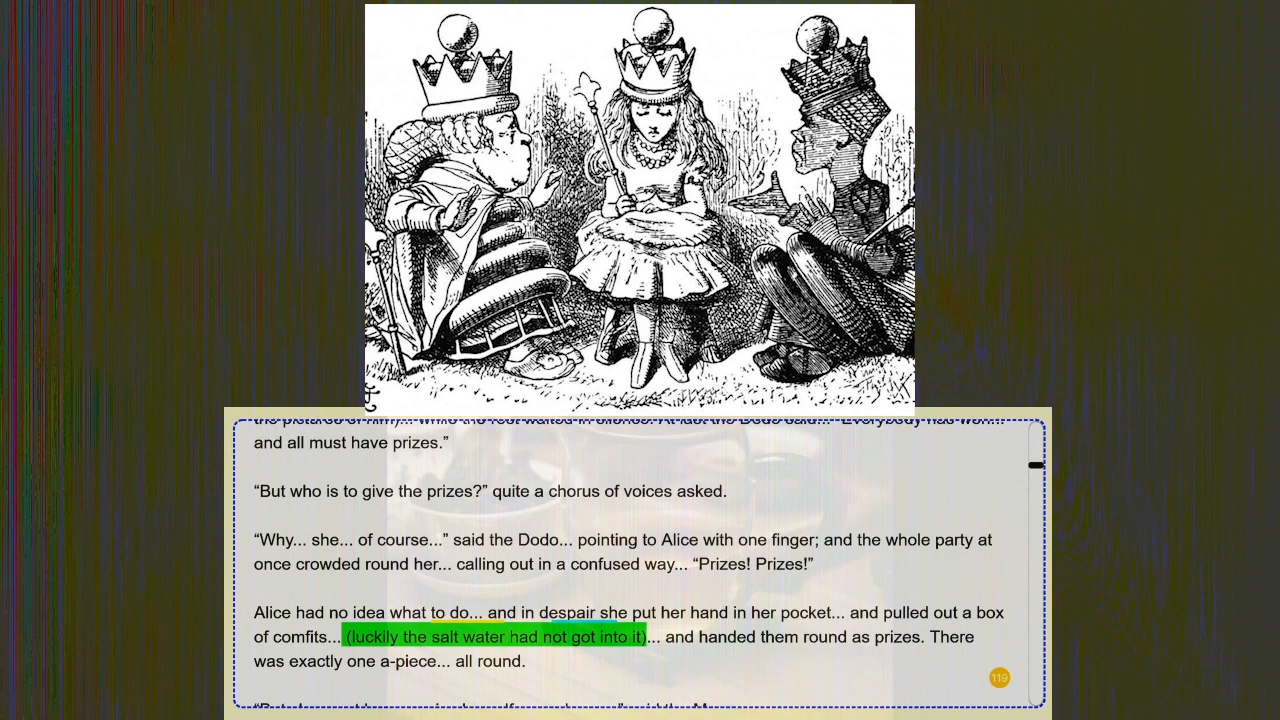 and all must have prizes.”
“But who is to give the prizes?” quite a chorus of voices asked.
“Why... she... of course...” said the Dodo... pointing to Alice with one finger; and the whole party at
once crowded round her... calling out in a confused way... “Prizes! Prizes!”
Alice had no idea what to do... and in despair she put her hand in her pocket... and pulled out a box
of comfits... (luckily the salt water had not got into it)... and handed them round as prizes. There
was exactly one a-piece... all round.
119